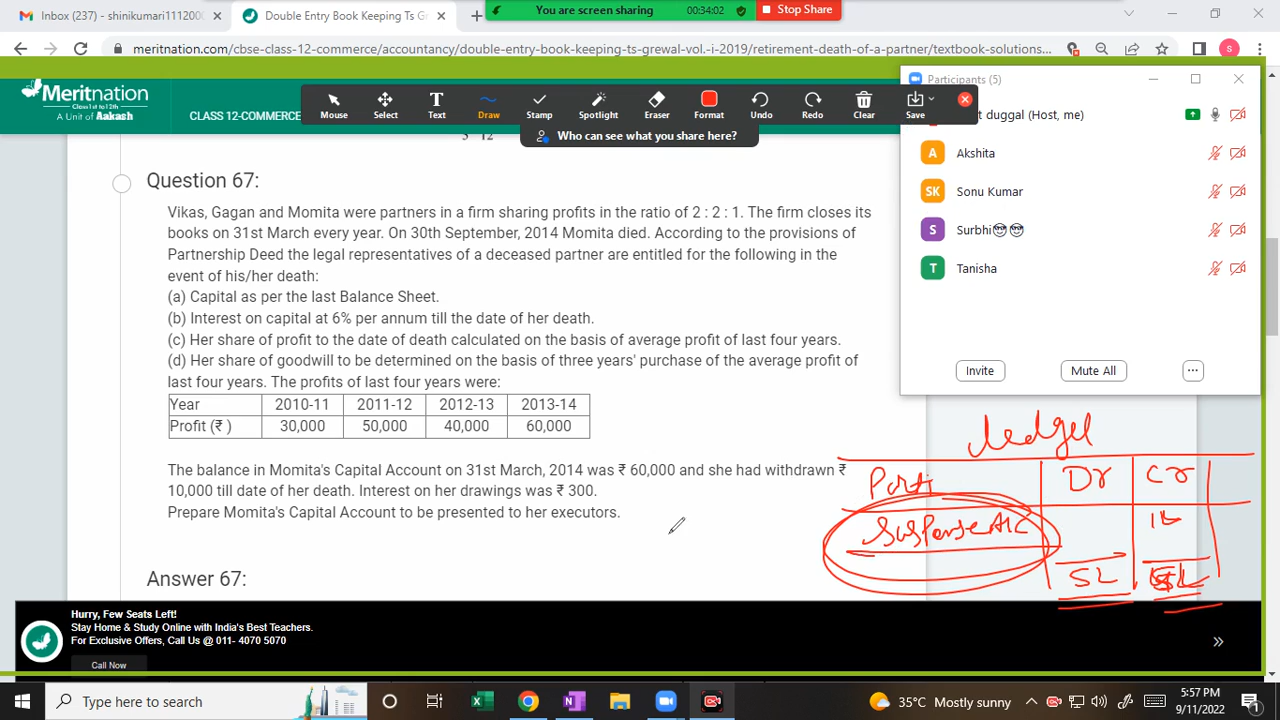 Inbox (237) - shinikumari111200
Double Entry Book Keeping Ts Gr
You are screen sharing
00:34:02
Stop Share
meritnation.com/cbse-class-12-commerce/accountancy/double-entry-book-keeping-ts-grewal-vol.-i-2019/retirement-death-of-a-partner/textbook-solutions...
S
Meritnation
Class 1st to 12th
A Unit of Aakash
CLASS 12-COMMERCE
Mouse
Select
Text
Draw
Stamp
Spotlight
Eraser
Format
Undo
Redo
Clear
Save
Who can see what you share here?
Participants (5)
t duggal (Host, me)
A Akshita
SK Sonu Kumar
S Surbhi😎😎
T Tanisha
Invite
Mute All
...
5 12
Question 67:
Vikas, Gagan and Momita were partners in a firm sharing profits in the ratio of 2 : 2 : 1. The firm closes its
books on 31st March every year. On 30th September, 2014 Momita died. According to the provisions of
Partnership Deed the legal representatives of a deceased partner are entitled for the following in the
event of his/her death:
(a) Capital as per the last Balance Sheet.
(b) Interest on capital at 6% per annum till the date of her death.
(c) Her share of profit to the date of death calculated on the basis of average profit of last four years.
(d) Her share of goodwill to be determined on the basis of three years' purchase of the average profit of
last four years. The profits of last four years were:
Year 2010-11 2011-12 2012-13 2013-14
Profit (₹ ) 30,000 50,000 40,000 60,000
The balance in Momita's Capital Account on 31st March, 2014 was ₹ 60,000 and she had withdrawn ₹
10,000 till date of her death. Interest on her drawings was ₹ 300.
Prepare Momita's Capital Account to be presented to her executors.
Ledger
Parti Dr Cr
Suspense A/c
5L 5L
Answer 67:
Hurry, Few Seats Left!
Stay Home & Study Online with India's Best Teachers.
For Exclusive Offers, Call Us @ 011- 4070 5070
Call Now
Type here to search
35°C Mostly sunny
5:57 PM
9/11/2022
1